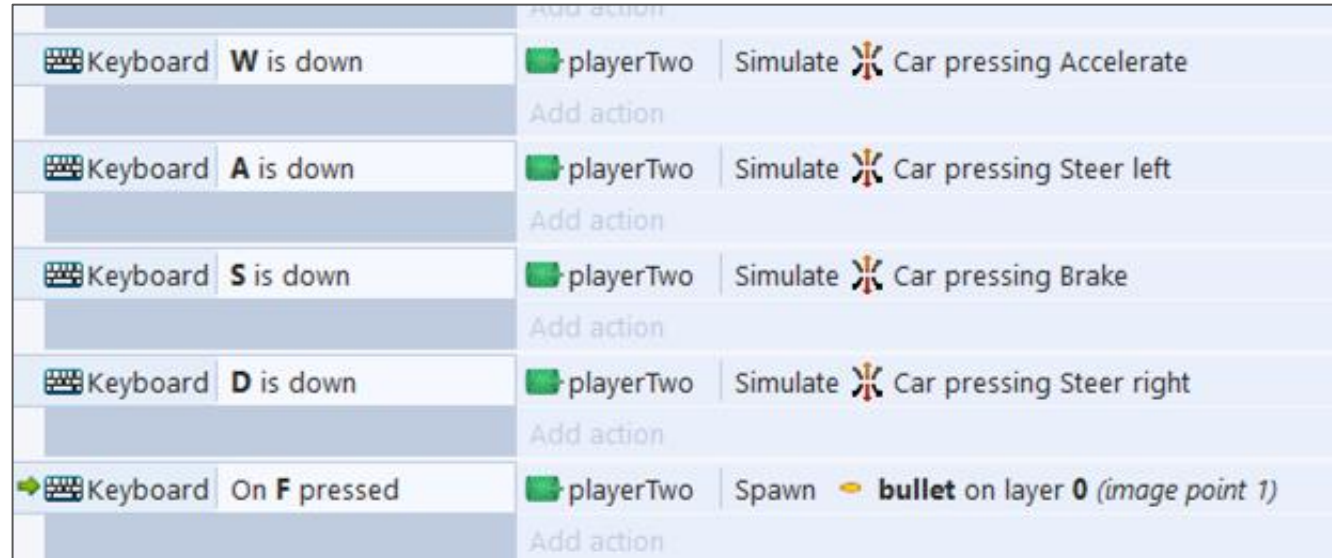 Add action
Keyboard W is down playerTwo Simulate Car pressing Accelerate
Add action
Keyboard A is down playerTwo Simulate Car pressing Steer left
Add action
Keyboard S is down playerTwo Simulate Car pressing Brake
Add action
Keyboard D is down playerTwo Simulate Car pressing Steer right
Add action
Keyboard On F pressed playerTwo Spawn bullet on layer 0 (image point 1)
Add action